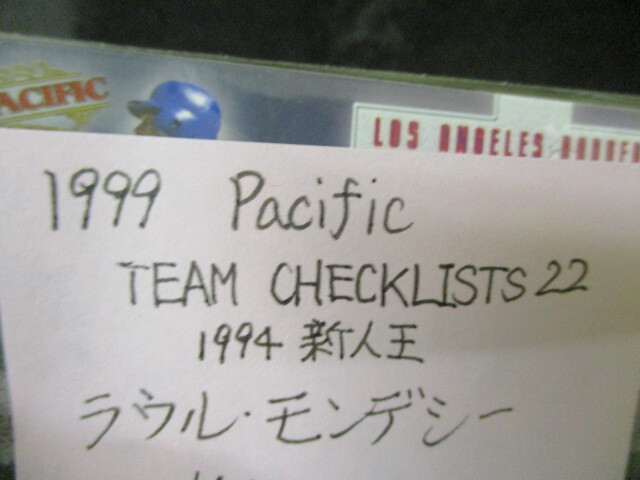 PACIFIC
LOS ANGELES
1999 Pacific
TEAM CHECKLISTS 22
1994 新人王
ラウル・モンデシー